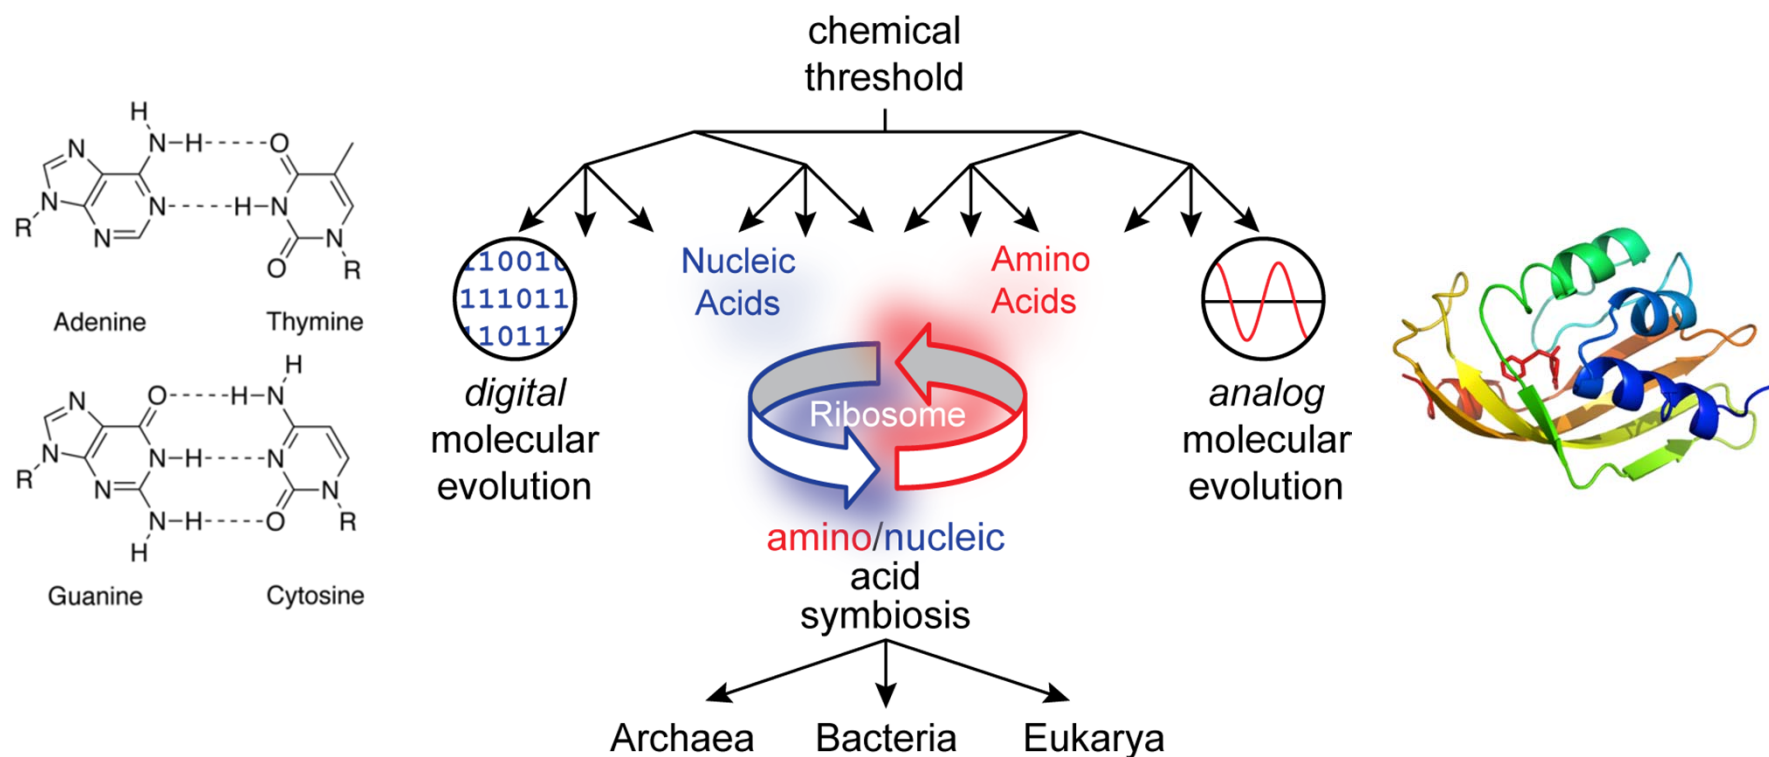 chemical
threshold
H
N
H
O
N
N
N
N
H
N
R
O
N
R
Adenine
Thymine
H
O
H
N
N
N
H
N
N
R
N
O
N
R
N
H
H
Guanine
Cytosine
110010
111011
110111
digital
molecular
evolution
Nucleic
Acids
Amino
Acids
Ribosome
analog
molecular
evolution
amino/nucleic
acid
symbiosis
Archaea
Bacteria
Eukarya